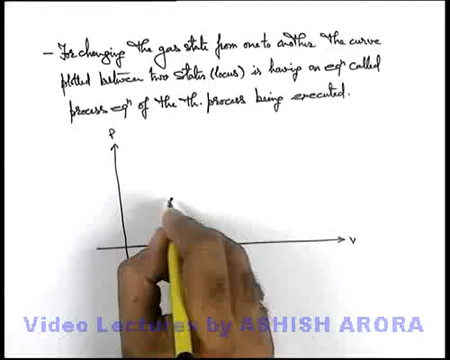 - For changing the gas state from one to another the curve
plotted between two states (locus) is having an eqⁿ called
process eqⁿ of the th. process being executed.
P
V
Video Lectures by ASHISH ARORA